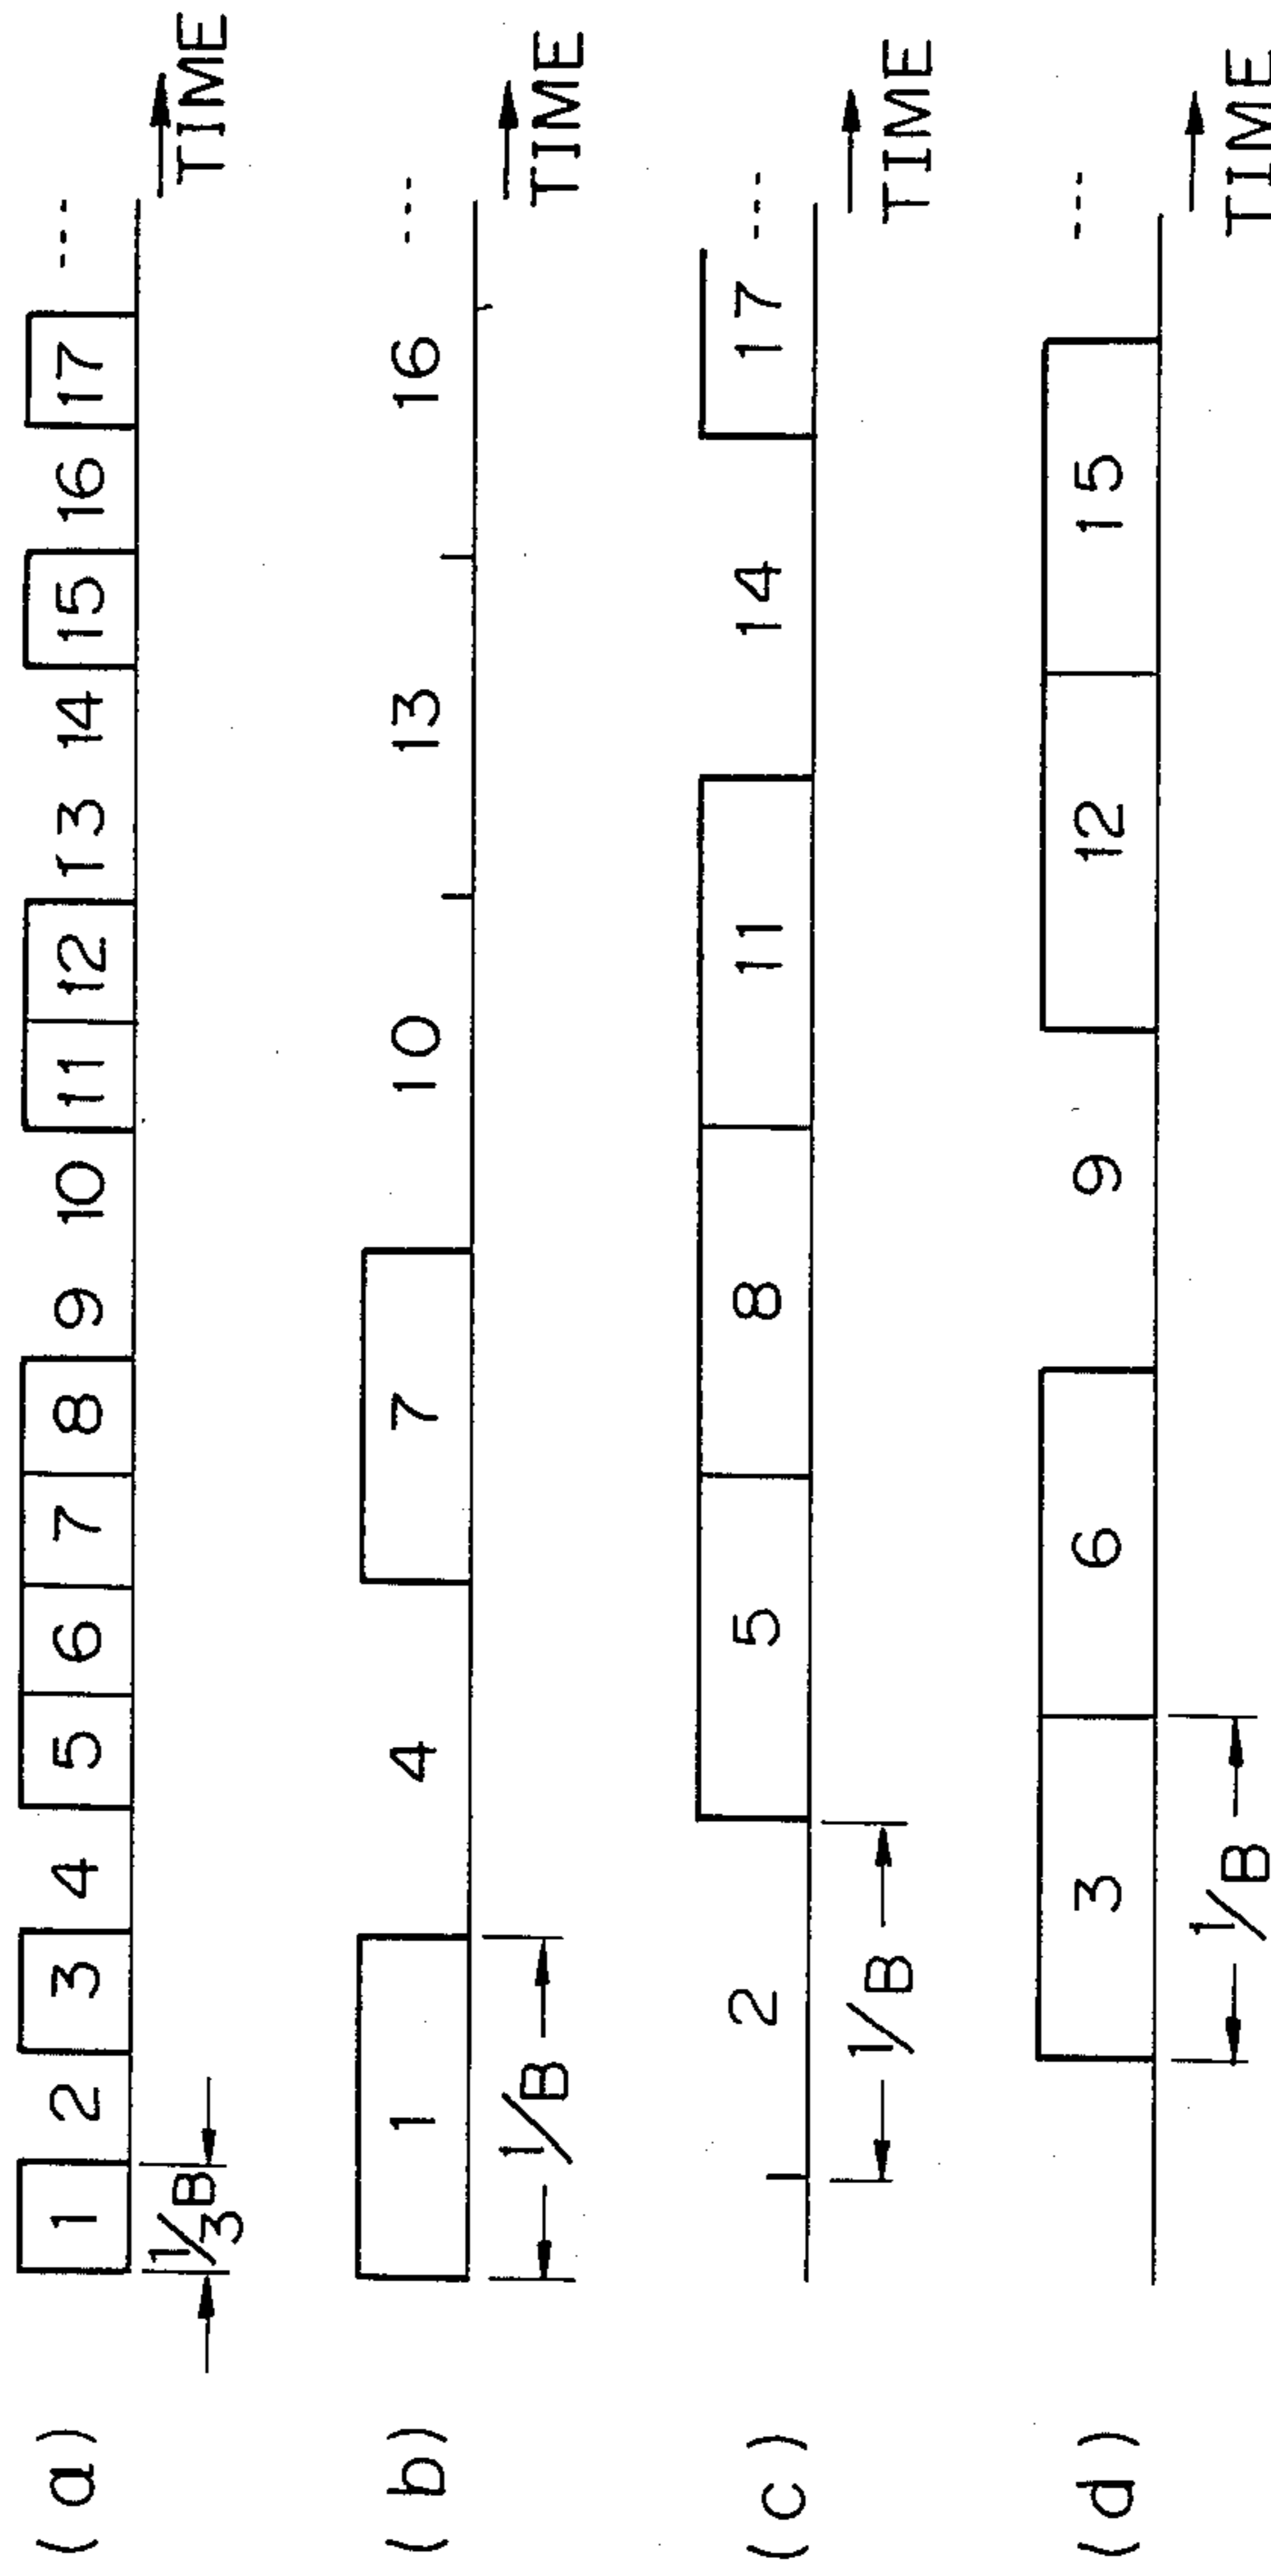 (a) 1 2 3 4 5 6 7 8 9 10 11 12 13 14 15 16 17 ---
1/3B
TIME
(b) 1 4 7 10 13 16 ---
1/B
TIME
(c) 2 5 8 11 14 17 ---
1/B
TIME
(d) 3 6 9 12 15 ---
1/B
TIME